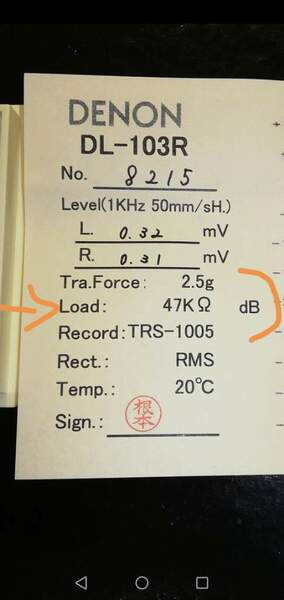 DENON
DL-103R
No. 8215
Level(1KHz 50mm/sH.)
L. 0.32 mV
R. 0.31 mV
Tra.Force: 2.5g
Load: 47KΩ dB
Record: TRS-1005
Rect.: RMS
Temp.: 20℃
Sign.: 根本